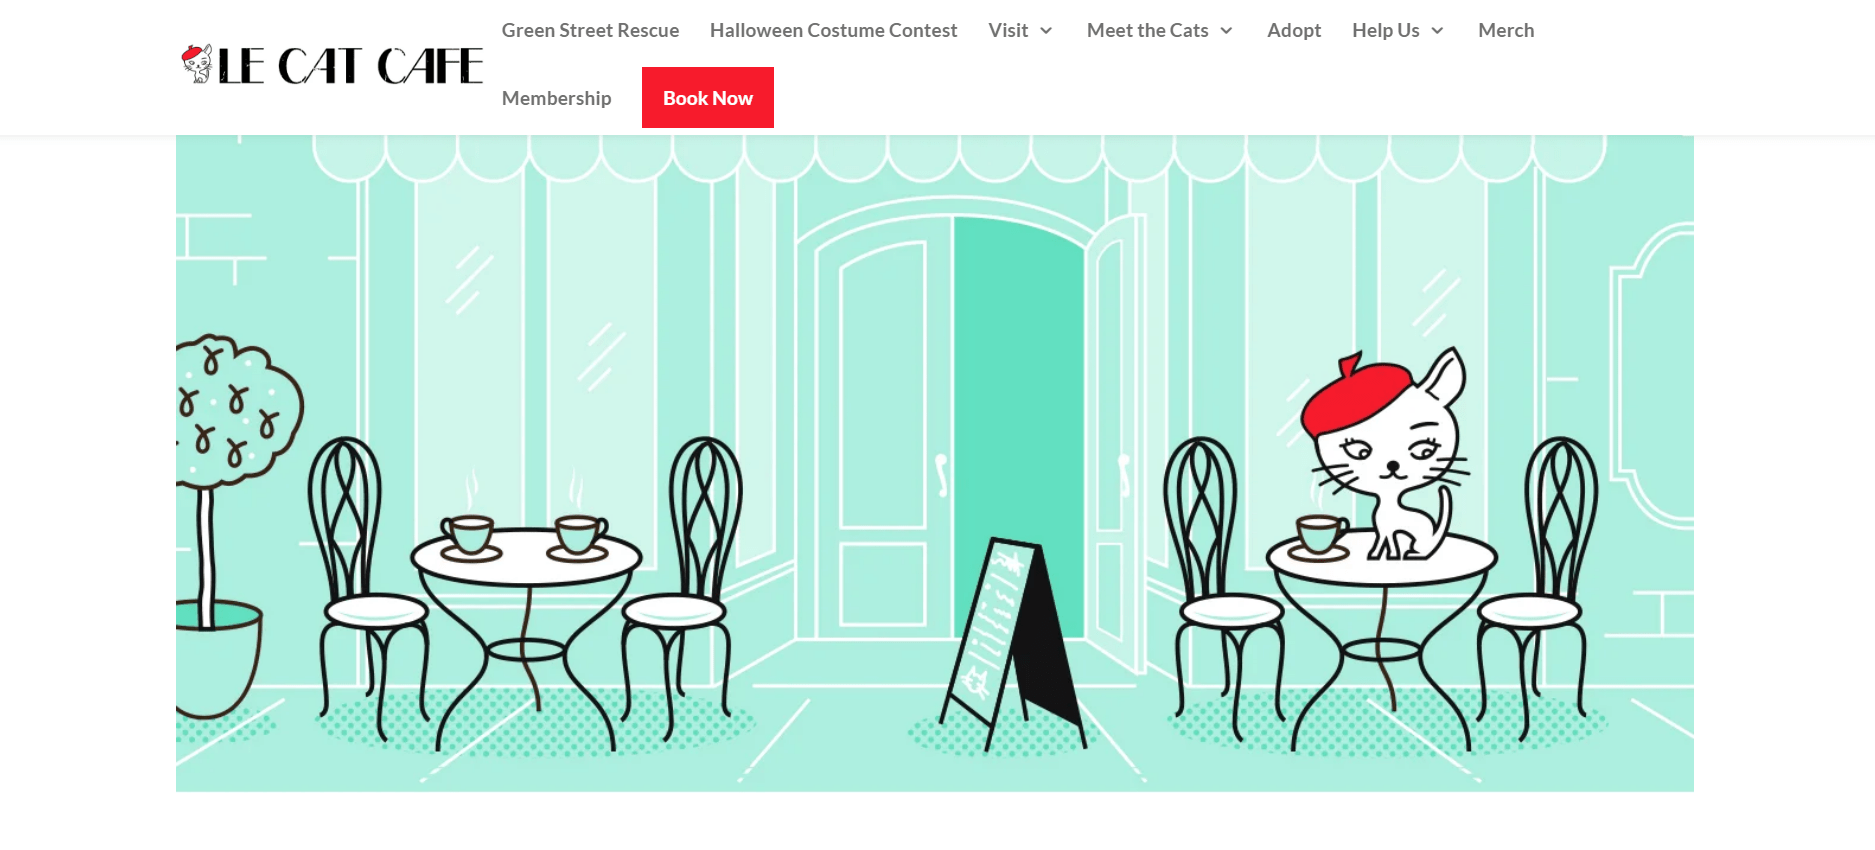 LE CAT CAFE
Green Street Rescue Halloween Costume Contest Visit Meet the Cats Adopt Help Us Merch
Membership Book Now